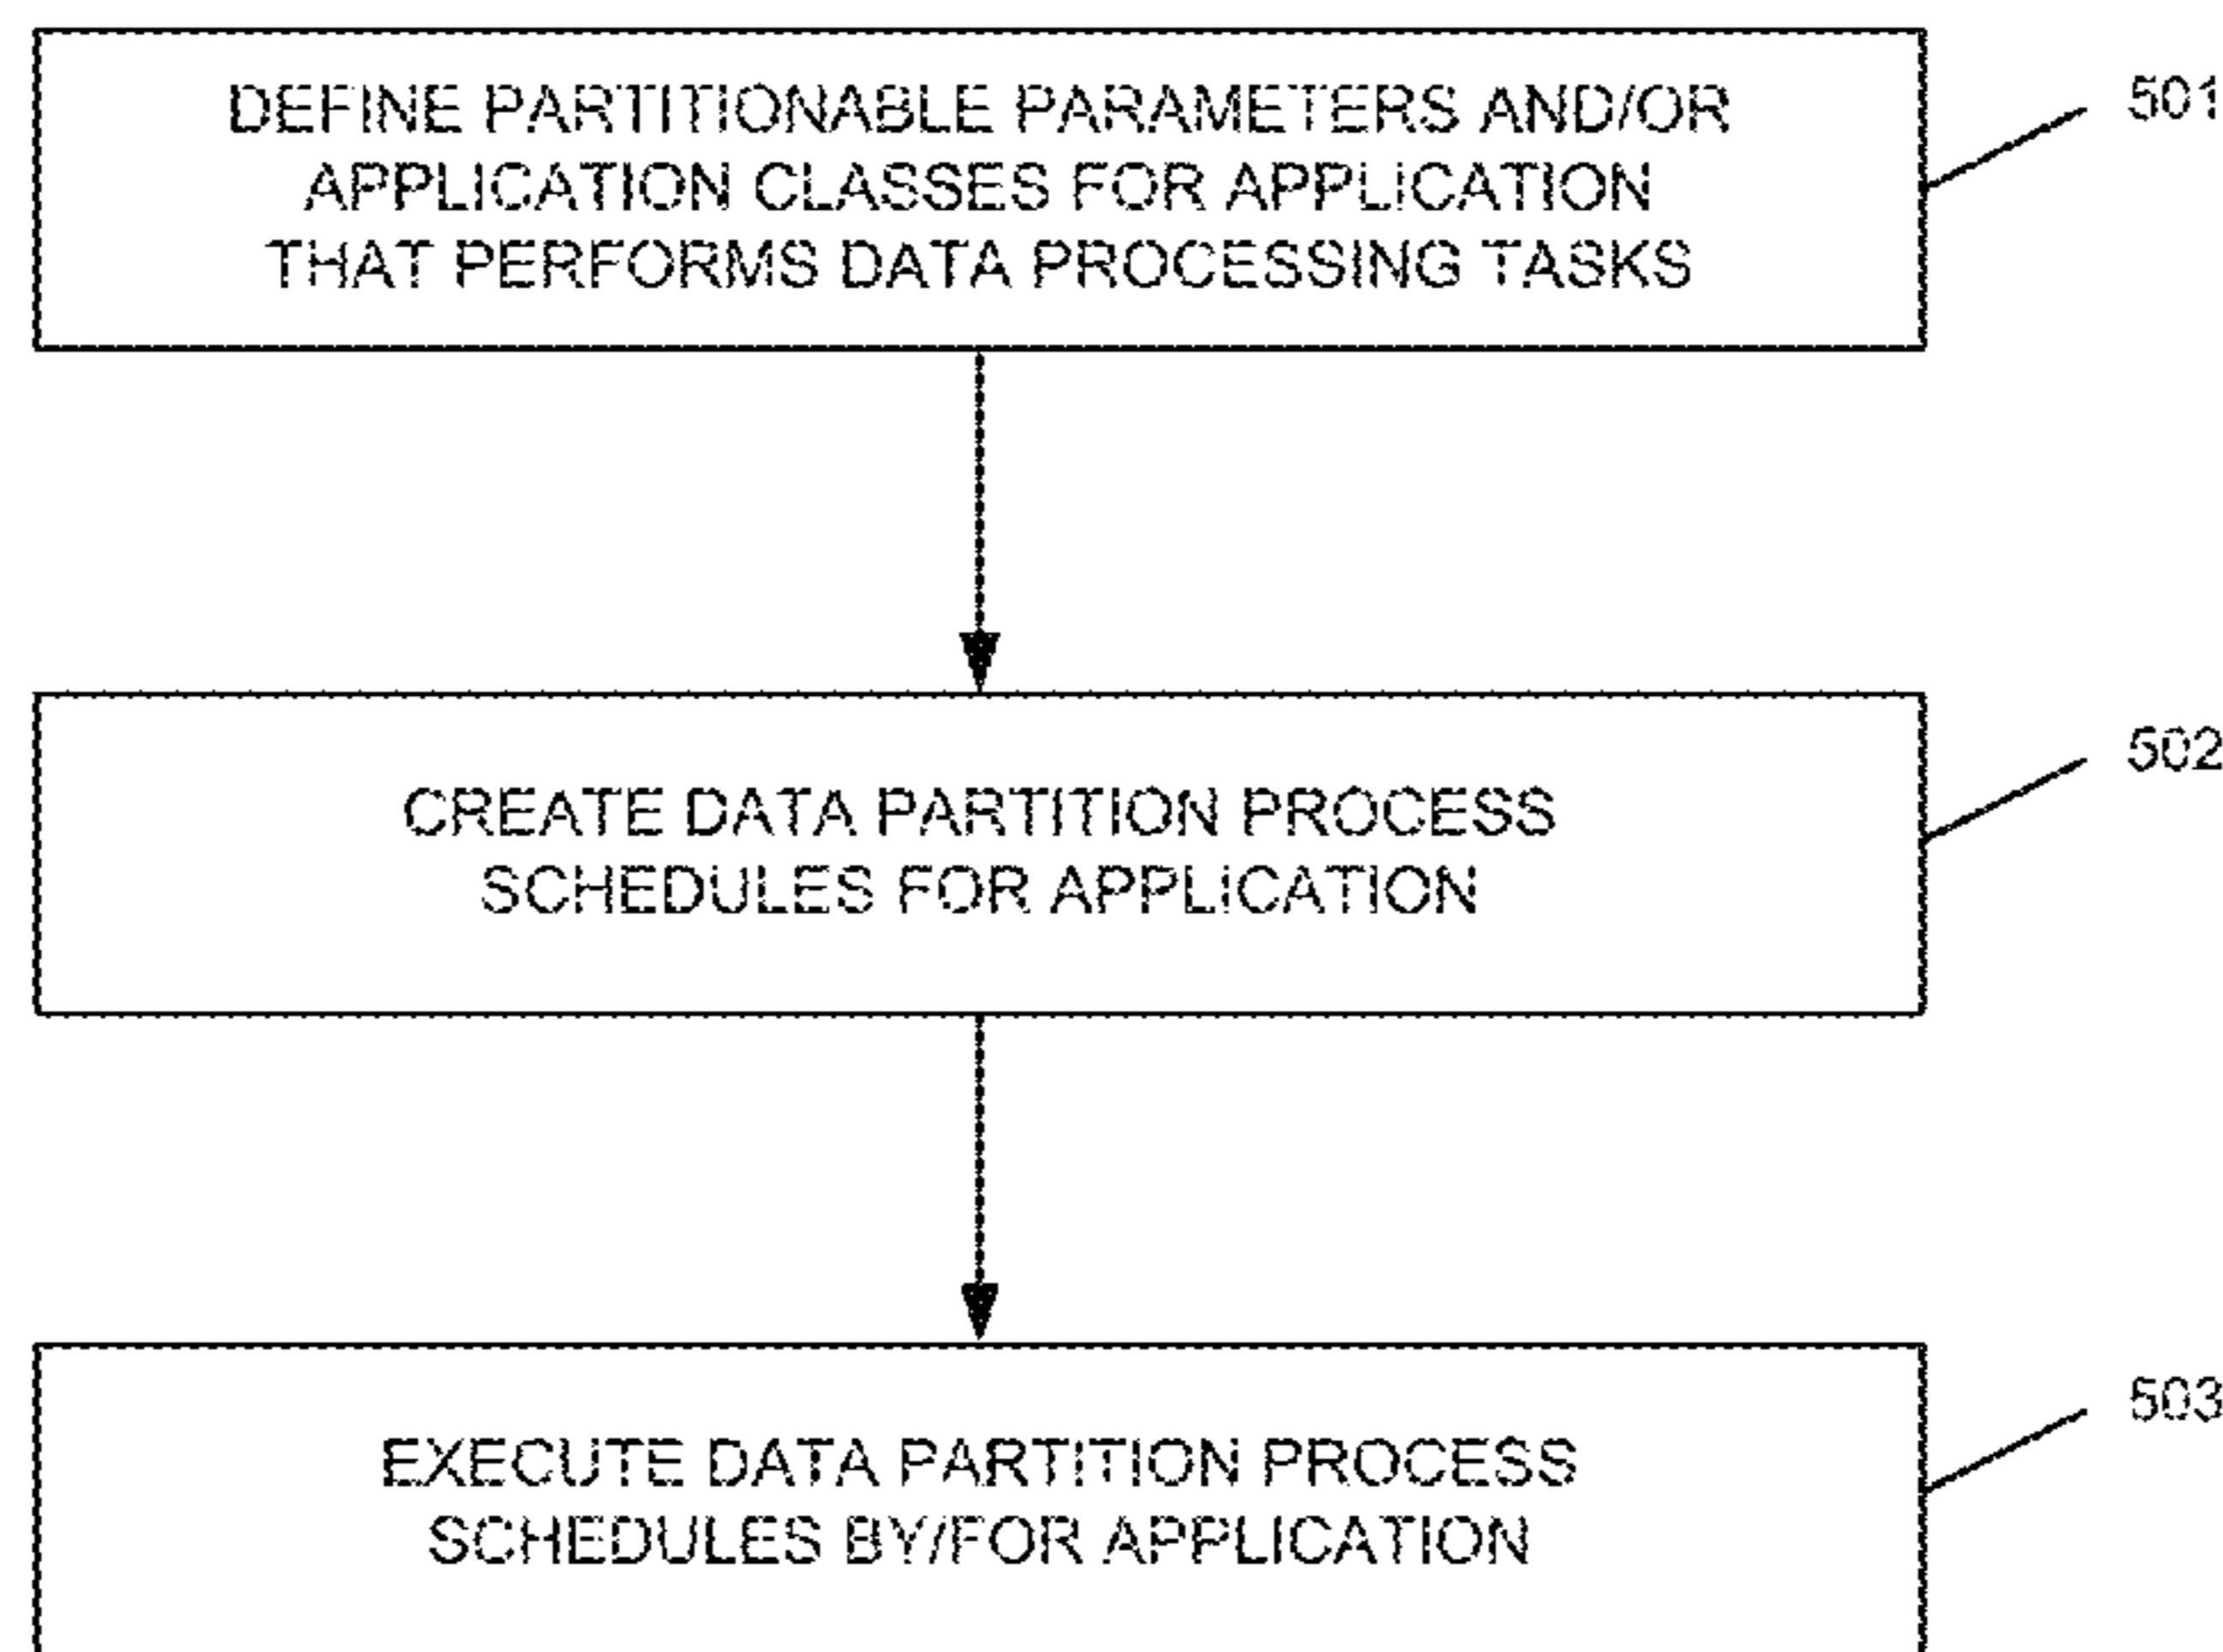 DEFINE PARTITIONABLE PARAMETERS AND/OR
APPLICATION CLASSES FOR APPLICATION
THAT PERFORMS DATA PROCESSING TASKS
501
CREATE DATA PARTITION PROCESS
SCHEDULES FOR APPLICATION
502
EXECUTE DATA PARTITION PROCESS
SCHEDULES BY/FOR APPLICATION
503